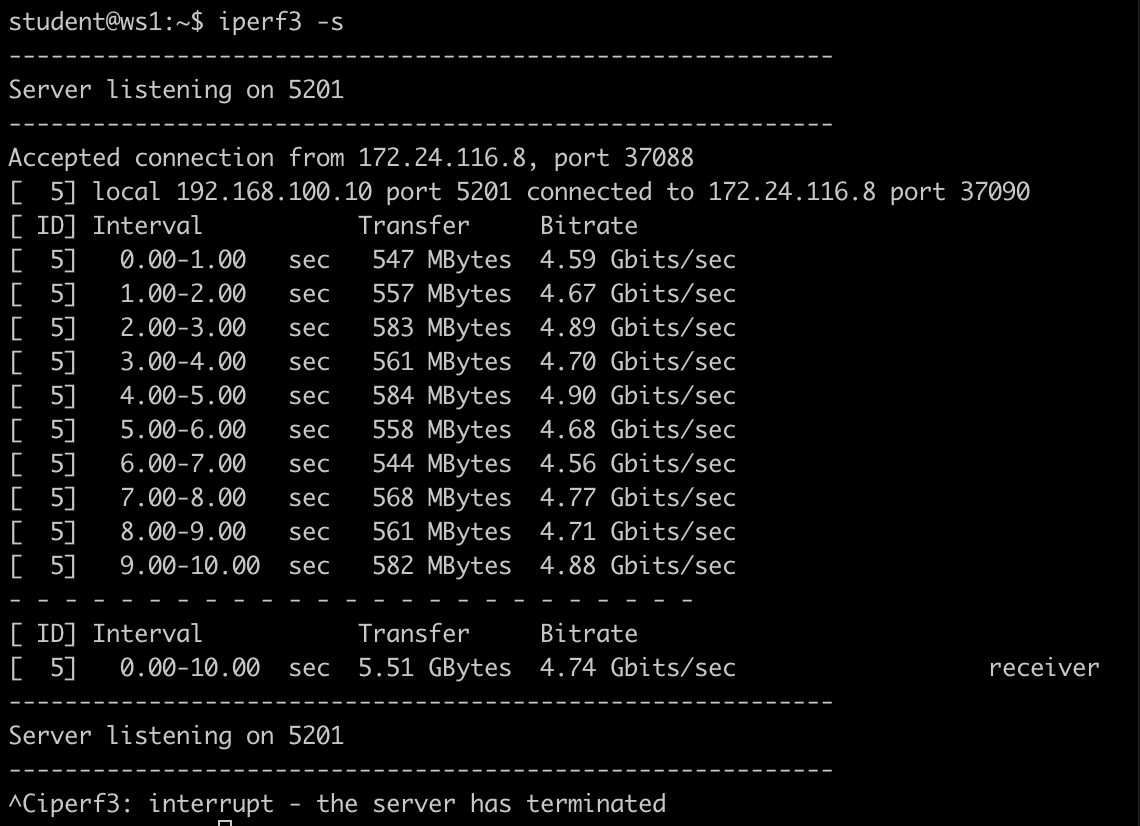 student@ws1:~$ iperf3 -s
-----------------------------------------------------------
Server listening on 5201
-----------------------------------------------------------
Accepted connection from 172.24.116.8, port 37088
[  5] local 192.168.100.10 port 5201 connected to 172.24.116.8 port 37090
[ ID] Interval           Transfer     Bitrate
[  5]   0.00-1.00   sec   547 MBytes  4.59 Gbits/sec
[  5]   1.00-2.00   sec   557 MBytes  4.67 Gbits/sec
[  5]   2.00-3.00   sec   583 MBytes  4.89 Gbits/sec
[  5]   3.00-4.00   sec   561 MBytes  4.70 Gbits/sec
[  5]   4.00-5.00   sec   584 MBytes  4.90 Gbits/sec
[  5]   5.00-6.00   sec   558 MBytes  4.68 Gbits/sec
[  5]   6.00-7.00   sec   544 MBytes  4.56 Gbits/sec
[  5]   7.00-8.00   sec   568 MBytes  4.77 Gbits/sec
[  5]   8.00-9.00   sec   561 MBytes  4.71 Gbits/sec
[  5]   9.00-10.00  sec   582 MBytes  4.88 Gbits/sec
- - - - - - - - - - - - - - - - - - - - - - - - -
[ ID] Interval           Transfer     Bitrate
[  5]   0.00-10.00  sec  5.51 GBytes  4.74 Gbits/sec                  receiver
-----------------------------------------------------------
Server listening on 5201
-----------------------------------------------------------
^Ciperf3: interrupt - the server has terminated